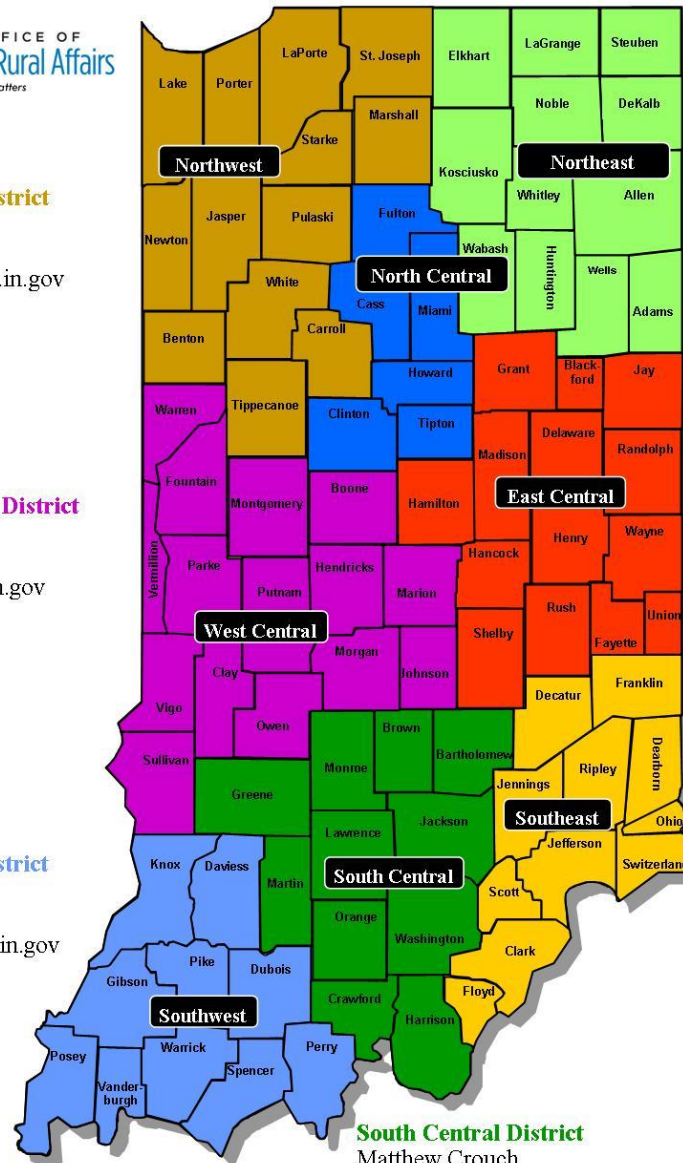 FICE OF
Rural Affairs
atters
LaPorte
St. Joseph
Elkhart
LaGrange
Steuben
Lake
Porter
Noble
DeKalb
Marshall
Starke
Northwest
Northeast
Kosciusko
strict
Whitley
Allen
Jasper
Pulaski
Fulton
Newton
Wabash
Huntington
North Central
.in.gov
White
Cass
Miami
Wells
Adams
Benton
Carroll
Howard
Grant
Black-
ford
Jay
Warren
Tippecanoe
Clinton
Tipton
Delaware
Madison
Randolph
Fountain
Boone
East Central
District
Montgomery
Hamilton
Wayne
Henry
Vermillion
Parke
Hendricks
Hancock
n.gov
Putnam
Marion
Rush
Union
West Central
Shelby
Fayette
Morgan
Clay
Johnson
Franklin
Decatur
Vigo
Owen
Brown
Dearborn
Sullivan
Monroe
Bartholomew
Ripley
Jennings
Greene
Southeast
Ohio
Lawrence
Jackson
Jefferson
Knox
Daviess
South Central
Switzerland
strict
Martin
Scott
Orange
Washington
in.gov
Clark
Pike
Dubois
Gibson
Floyd
Crawford
Southwest
Harrison
Posey
Warrick
Perry
Spencer
Vander-
burgh
South Central District
Matthew Crouch